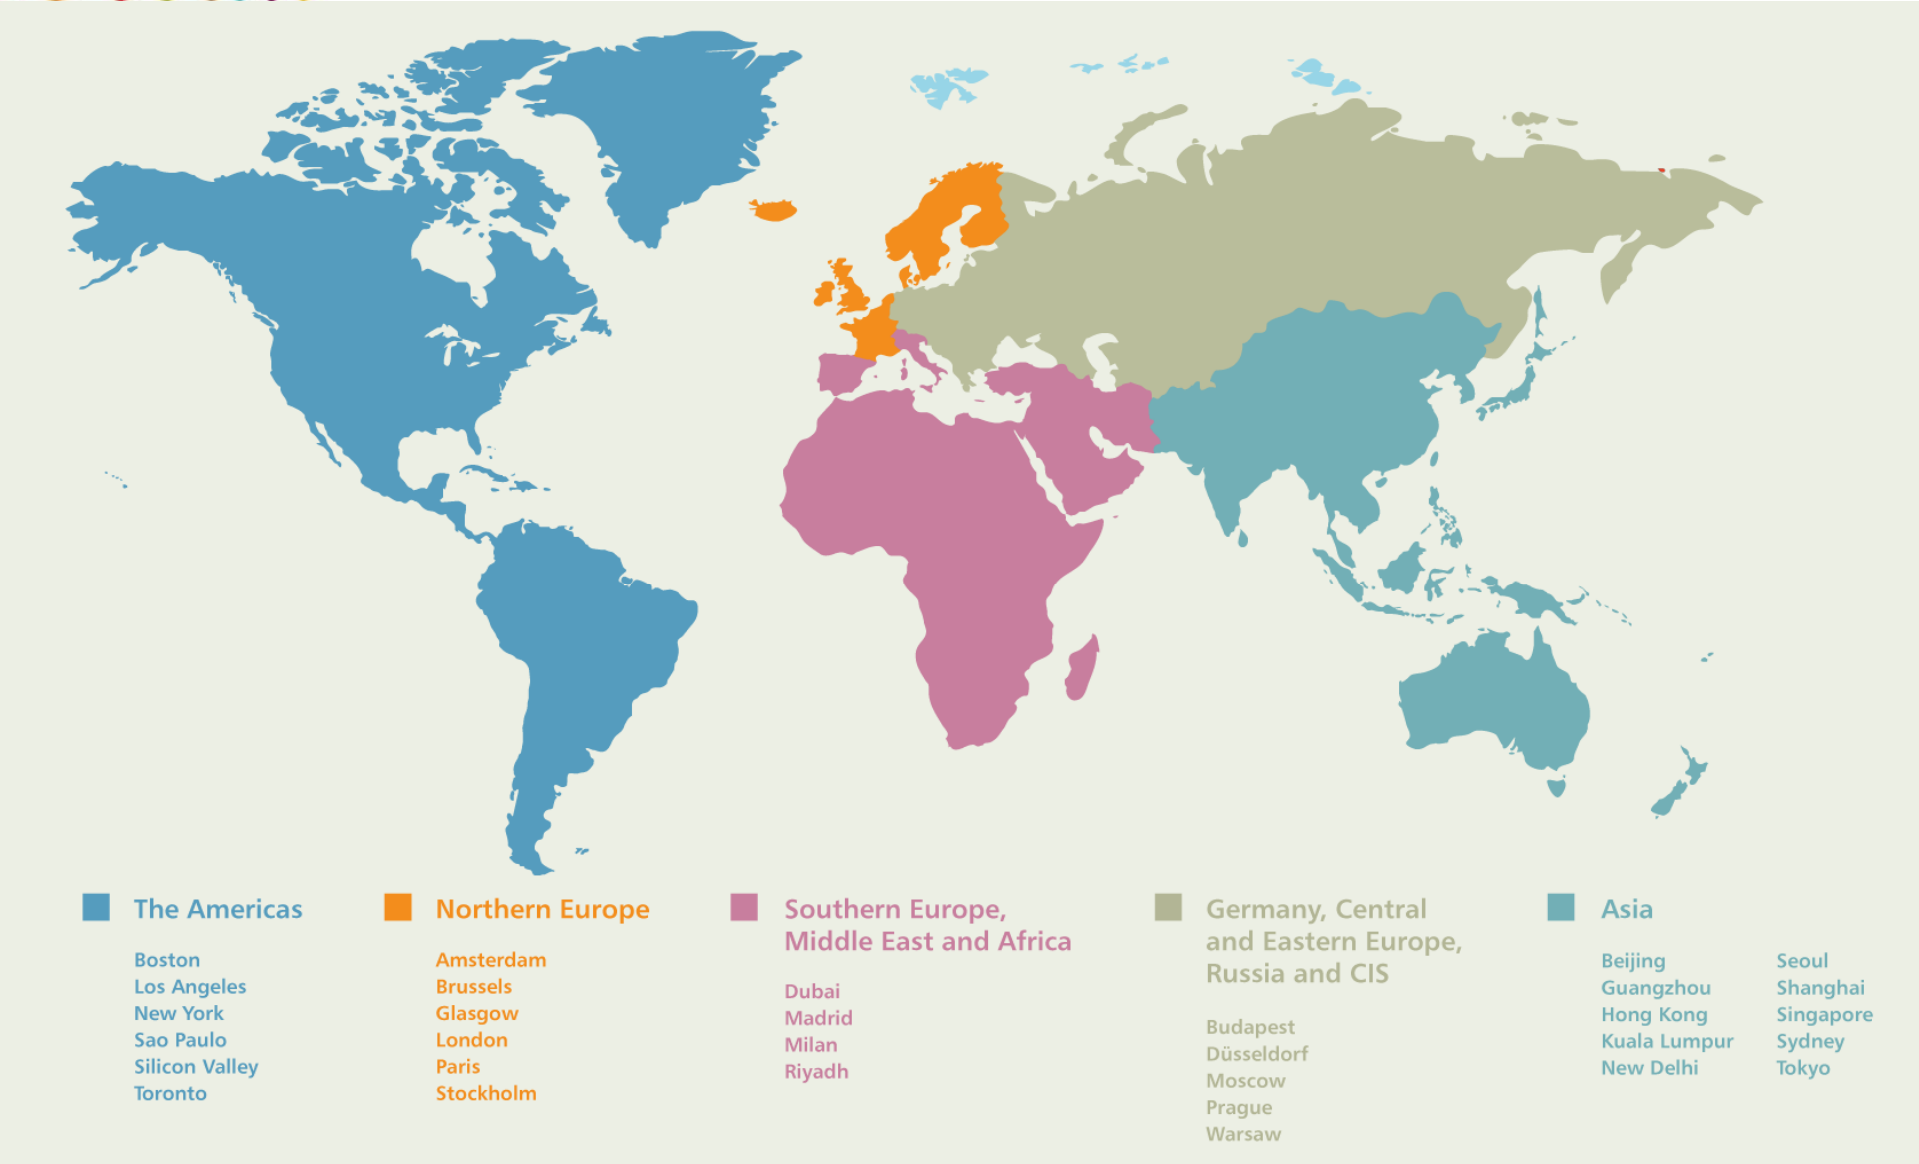 The Americas
Boston
Los Angeles
New York
Sao Paulo
Silicon Valley
Toronto
Northern Europe
Amsterdam
Brussels
Glasgow
London
Paris
Stockholm
Southern Europe,
Middle East and Africa
Dubai
Madrid
Milan
Riyadh
Germany, Central
and Eastern Europe,
Russia and CIS
Budapest
Düsseldorf
Moscow
Prague
Warsaw
Asia
Beijing
Guangzhou
Hong Kong
Kuala Lumpur
New Delhi
Seoul
Shanghai
Singapore
Sydney
Tokyo